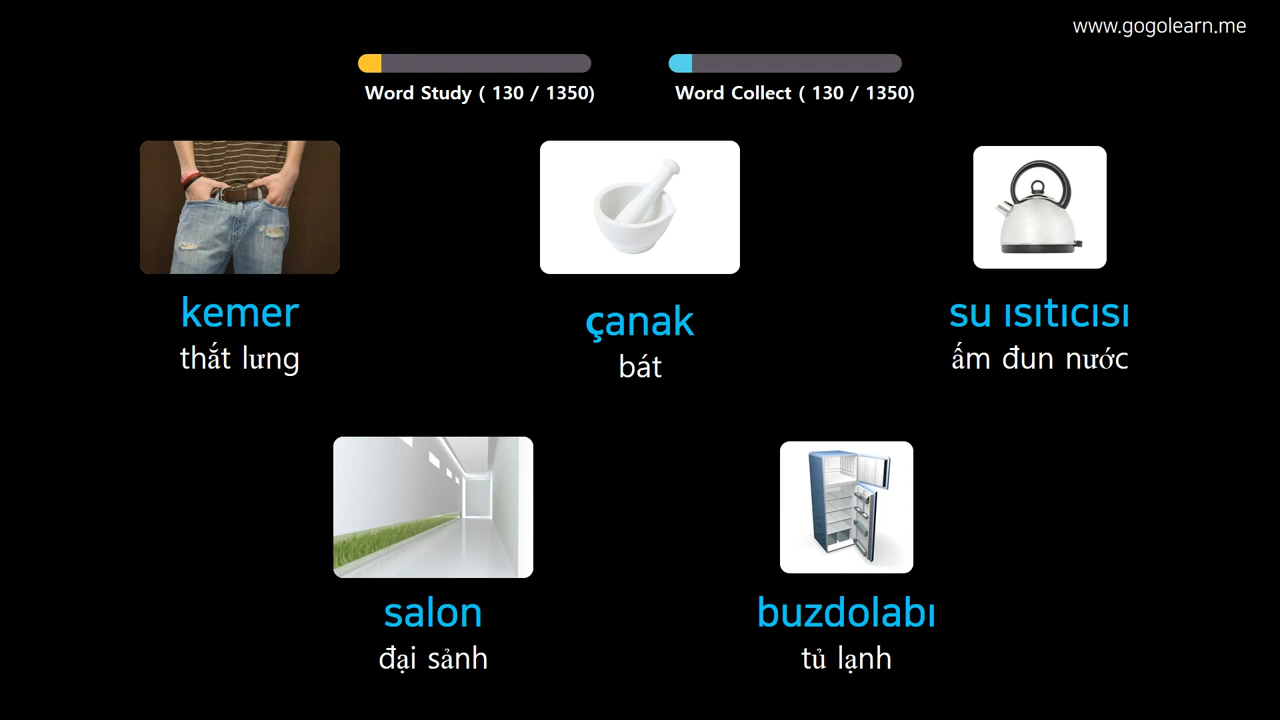 www.gogolearn.me
Word Study ( 130 / 1350)
Word Collect ( 130 / 1350)
kemer
thắt lưng
çanak
bát
su ısıtıcısı
ấm đun nước
salon
đại sảnh
buzdolabı
tủ lạnh